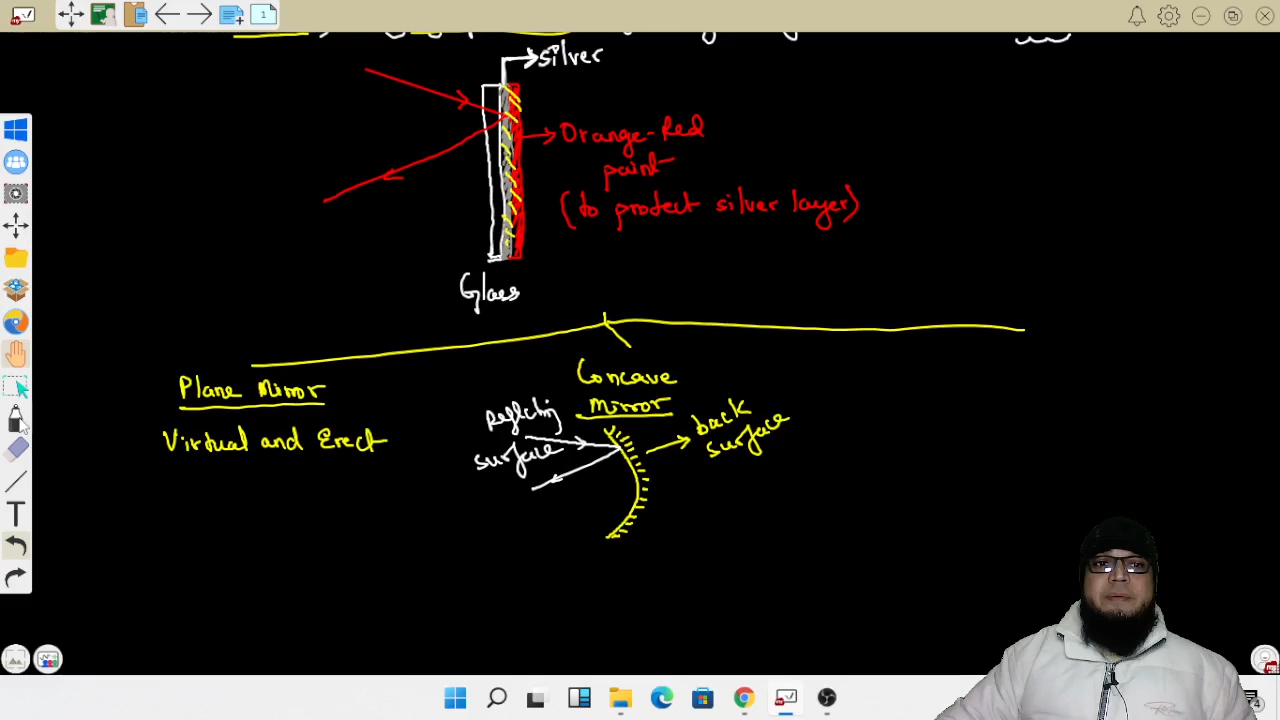 1
silver
Orange-Red
paint
(to protect silver layer)
Glass
Plane Mirror
Virtual and Erect
Concave
Mirror
Reflecting
surface
back
surface
T